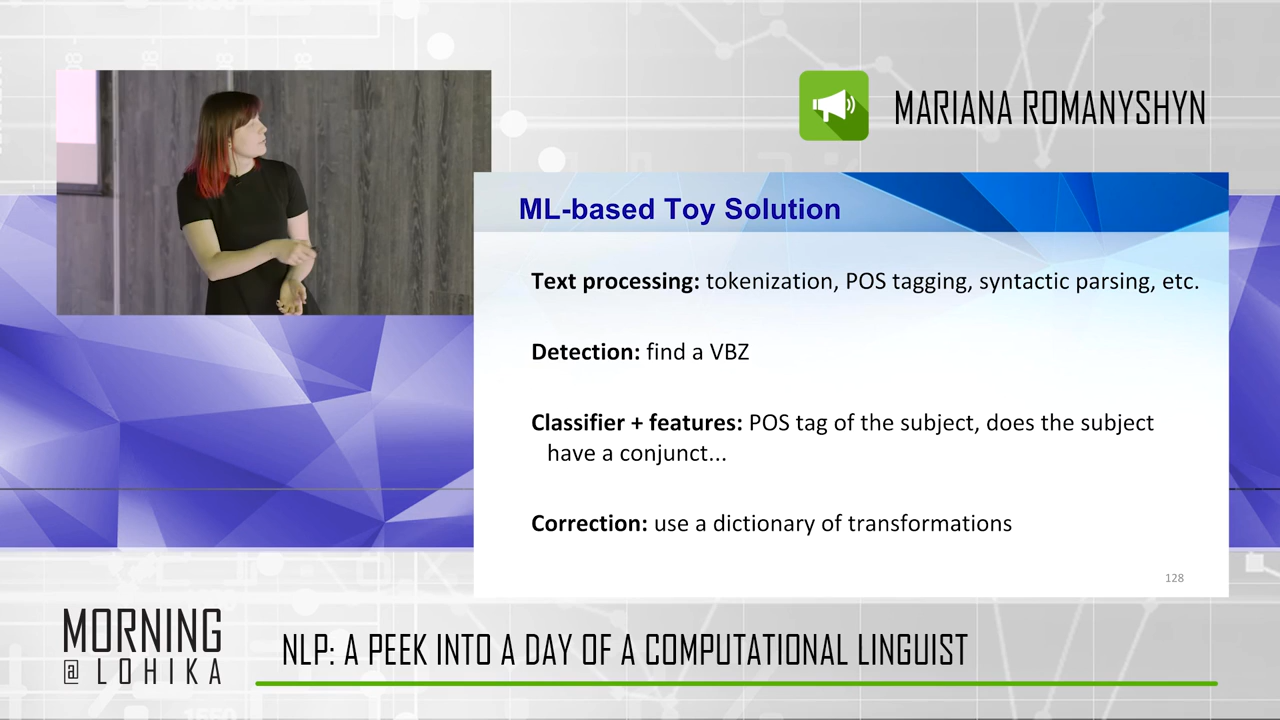 MARIANA ROMANYSHYN
ML-based Toy Solution
Text processing: tokenization, POS tagging, syntactic parsing, etc.
Detection: find a VBZ
Classifier + features: POS tag of the subject, does the subject
have a conjunct...
Correction: use a dictionary of transformations
128
MORNING
@ LOHIKA
NLP: A PEEK INTO A DAY OF A COMPUTATIONAL LINGUIST